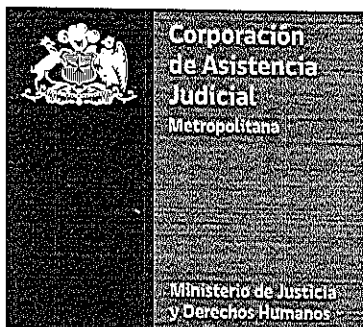 Corporación
de Asistencia
Judicial
Metropolitana
Ministerio de Justicia
y Derechos Humanos